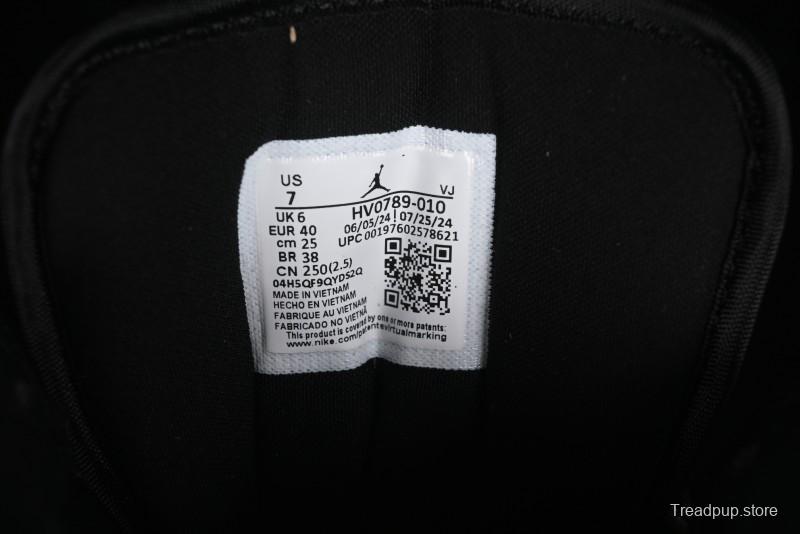 US
7
VJ
UK 6
HV0789-010
EUR 40
06/05/24 | 07/25/24
cm 25
UPC 00197602578621
BR 38
CN 250(2.5)
04H5QF9QYDS2Q
MADE IN VIETNAM
HECHO EN VIETNAM
FABRIQUE AU VIETNAM
FABRICADO NO VIETNÃ
This product is covered by one or more patents:
www.nike.com/patents virtualmarking
Treadpup.store